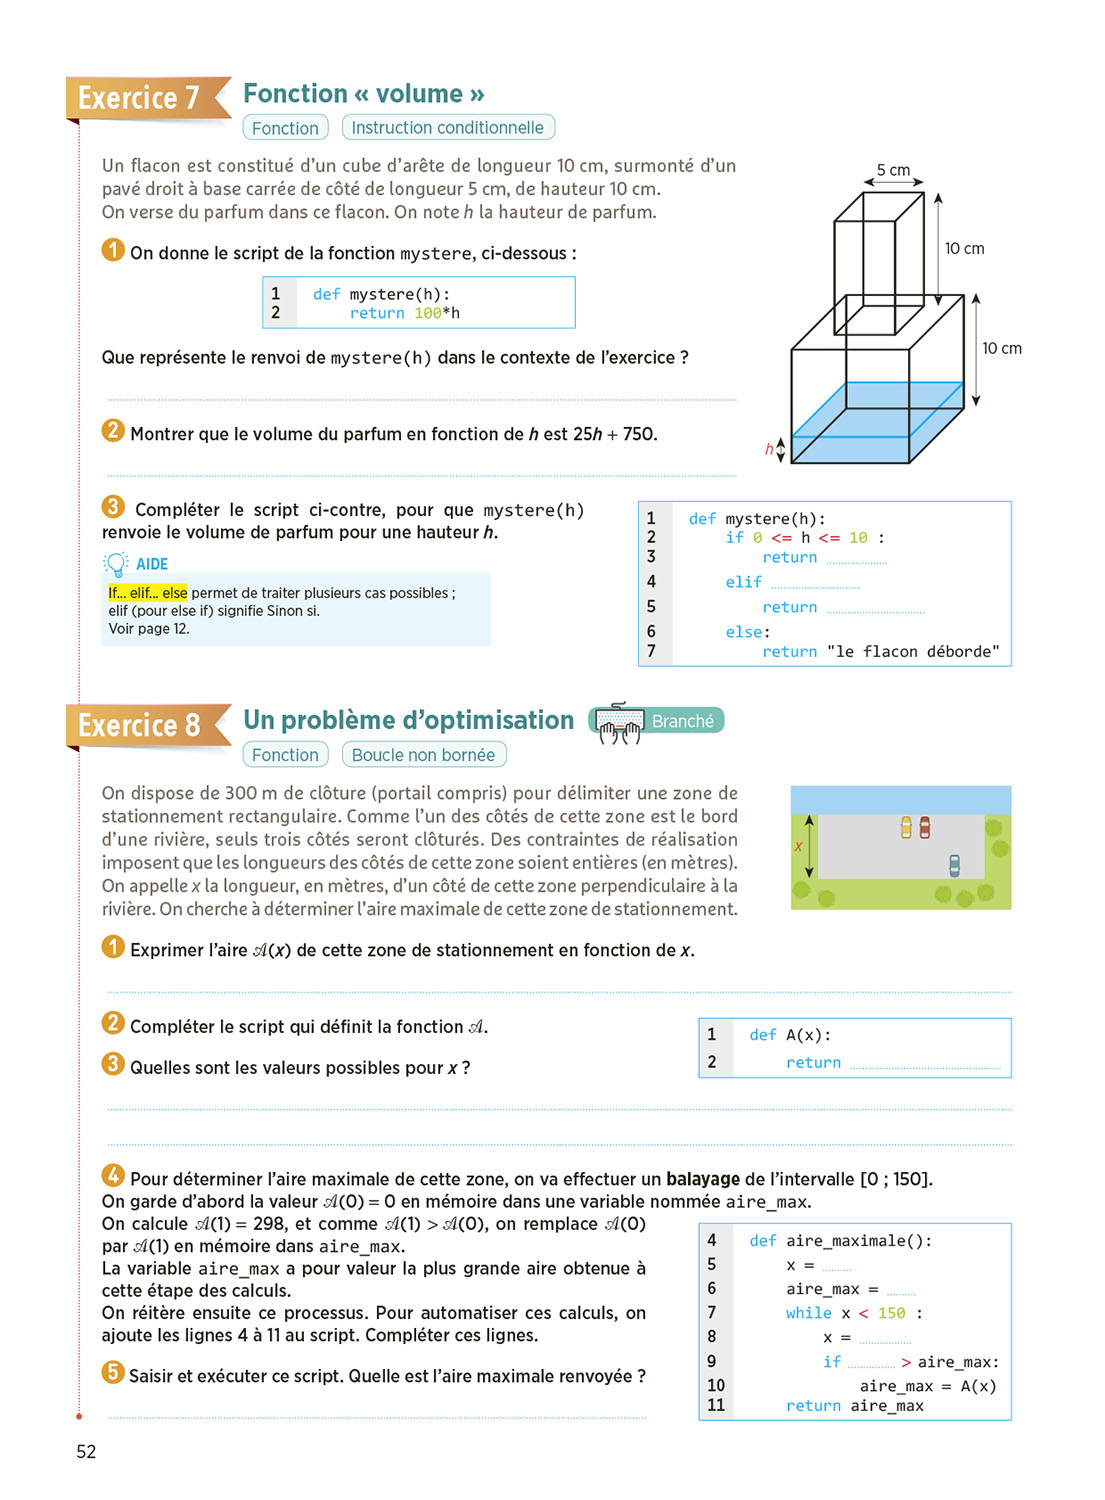 Exercice 7
Fonction « volume »
Fonction
Instruction conditionnelle
Un flacon est constitué d'un cube d'arête de longueur 10 cm, surmonté d'un
pavé droit à base carrée de côté de longueur 5 cm, de hauteur 10 cm.
On verse du parfum dans ce flacon. On note h la hauteur de parfum.
1 On donne le script de la fonction mystere, ci-dessous :
1 def mystere(h):
2 return 100*h
Que représente le renvoi de mystere(h) dans le contexte de l'exercice ?
2 Montrer que le volume du parfum en fonction de h est 25h + 750.
5 cm
10 cm
10 cm
h
3 Compléter le script ci-contre, pour que mystere(h)
renvoie le volume de parfum pour une hauteur h.
AIDE
If... elif... else permet de traiter plusieurs cas possibles ;
elif (pour else if) signifie Sinon si.
Voir page 12.
1 def mystere(h):
2 if 0 <= h <= 10 :
3 return
4 elif
5 return
6 else:
7 return "le flacon déborde"
Exercice 8
Un problème d'optimisation
Branché
Fonction
Boucle non bornée
On dispose de 300 m de clôture (portail compris) pour délimiter une zone de
stationnement rectangulaire. Comme l'un des côtés de cette zone est le bord
d'une rivière, seuls trois côtés seront clôturés. Des contraintes de réalisation
imposent que les longueurs des côtés de cette zone soient entières (en mètres).
On appelle x la longueur, en mètres, d'un côté de cette zone perpendiculaire à la
rivière. On cherche à déterminer l'aire maximale de cette zone de stationnement.
x
1 Exprimer l'aire 𝒜(x) de cette zone de stationnement en fonction de x.
2 Compléter le script qui définit la fonction 𝒜.
3 Quelles sont les valeurs possibles pour x ?
1 def A(x):
2 return
4 Pour déterminer l'aire maximale de cette zone, on va effectuer un balayage de l'intervalle [0 ; 150].
On garde d'abord la valeur 𝒜(0) = 0 en mémoire dans une variable nommée aire_max.
On calcule 𝒜(1) = 298, et comme 𝒜(1) > 𝒜(0), on remplace 𝒜(0)
par 𝒜(1) en mémoire dans aire_max.
La variable aire_max a pour valeur la plus grande aire obtenue à
cette étape des calculs.
On réitère ensuite ce processus. Pour automatiser ces calculs, on
ajoute les lignes 4 à 11 au script. Compléter ces lignes.
5 Saisir et exécuter ce script. Quelle est l'aire maximale renvoyée ?
4 def aire_maximale():
5 x =
6 aire_max =
7 while x < 150 :
8 x =
9 if > aire_max:
10 aire_max = A(x)
11 return aire_max
52